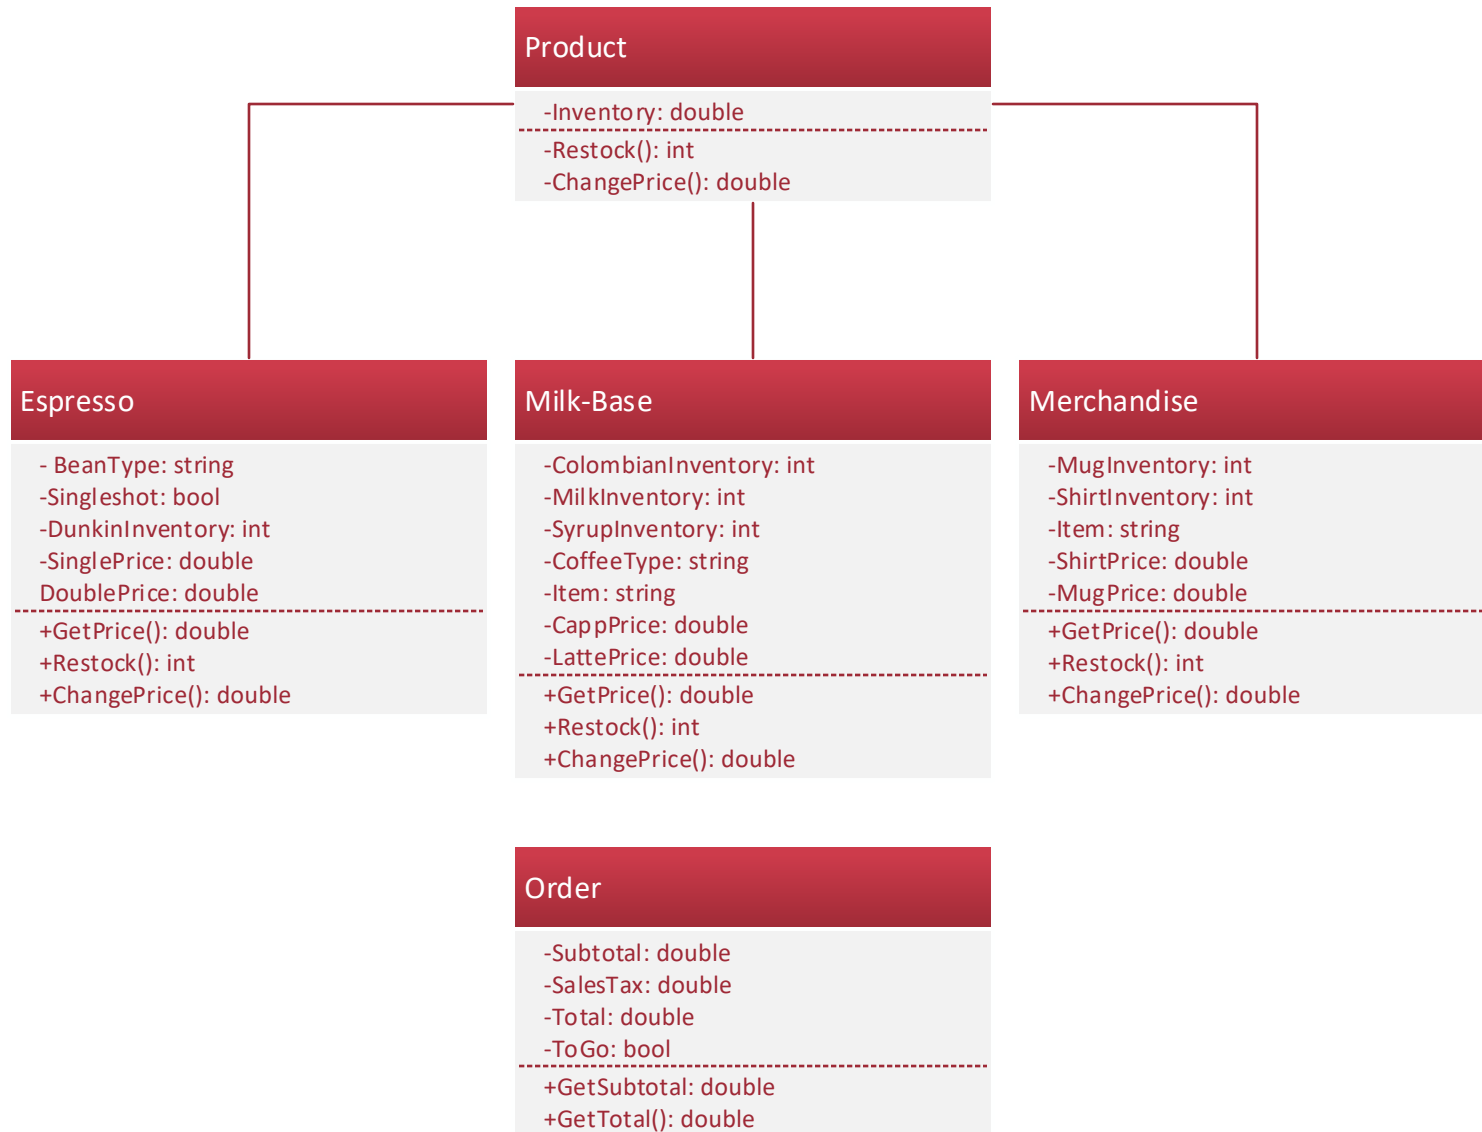 Product
-Inventory: double
-Restock(): int
-ChangePrice(): double
Espresso
- BeanType: string
-Singleshot: bool
-DunkinInventory: int
-SinglePrice: double
DoublePrice: double
+GetPrice(): double
+Restock(): int
+ChangePrice(): double
Milk-Base
-ColombianInventory: int
-MilkInventory: int
-SyrupInventory: int
-CoffeeType: string
-Item: string
-CappPrice: double
-LattePrice: double
+GetPrice(): double
+Restock(): int
+ChangePrice(): double
Merchandise
-MugInventory: int
-ShirtInventory: int
-Item: string
-ShirtPrice: double
-MugPrice: double
+GetPrice(): double
+Restock(): int
+ChangePrice(): double
Order
-Subtotal: double
-SalesTax: double
-Total: double
-ToGo: bool
+GetSubtotal: double
+GetTotal(): double